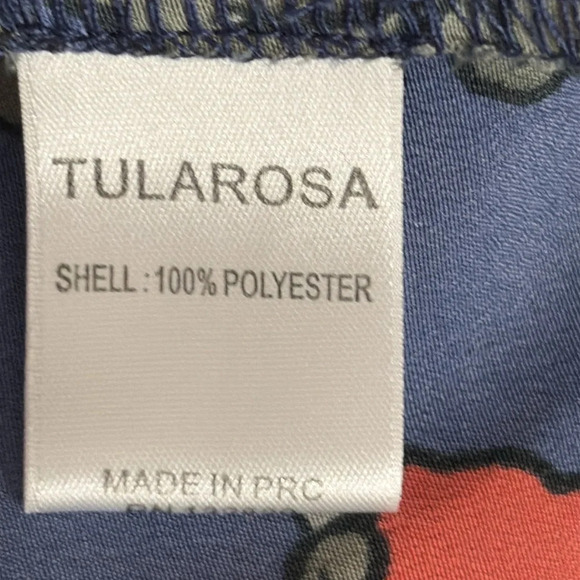 TULAROSA
SHELL : 100% POLYESTER
MADE IN PRC